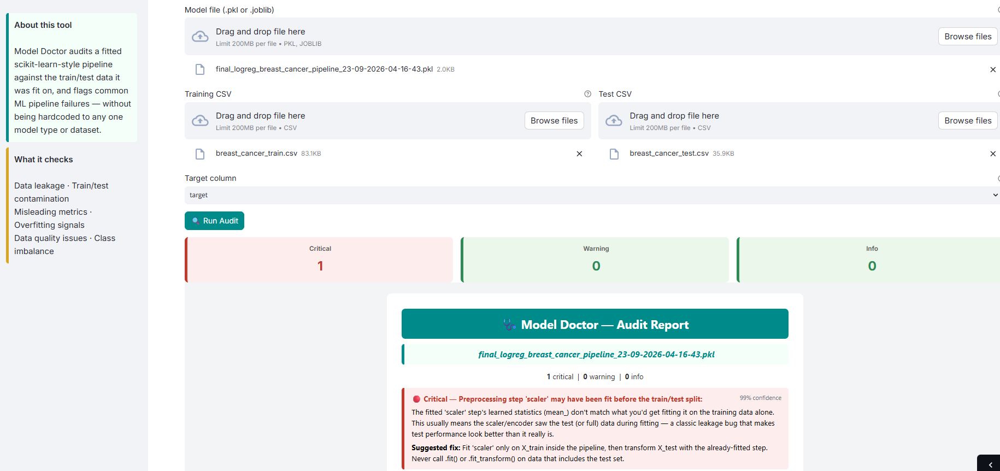 About this tool
Model Doctor audits a fitted
scikit-learn-style pipeline
against the train/test data it
was fit on, and flags common
ML pipeline failures — without
being hardcoded to any one
model type or dataset.
What it checks
Data leakage · Train/test
contamination
Misleading metrics ·
Overfitting signals
Data quality issues · Class
imbalance
Model file (.pkl or .joblib)
Drag and drop file here
Limit 200MB per file • PKL, JOBLIB
Browse files
final_logreg_breast_cancer_pipeline_23-09-2026-04-16-43.pkl 2.0KB
Training CSV
Drag and drop file here
Limit 200MB per file • CSV
Browse files
breast_cancer_train.csv 83.1KB
Test CSV
Drag and drop file here
Limit 200MB per file • CSV
Browse files
breast_cancer_test.csv 35.9KB
Target column
target
Run Audit
Critical
1
Warning
0
Info
0
Model Doctor — Audit Report
final_logreg_breast_cancer_pipeline_23-09-2026-04-16-43.pkl
1 critical | 0 warning | 0 info
Critical — Preprocessing step 'scaler' may have been fit before the train/test split:
99% confidence
The fitted 'scaler' step's learned statistics (mean_) don't match what you'd get fitting it on the training data alone.
This usually means the scaler/encoder saw the test (or full) data during fitting — a classic leakage bug that makes
test performance look better than it really is.
Suggested fix: Fit 'scaler' only on X_train inside the pipeline, then transform X_test with the already-fitted step.
Never call .fit() or .fit_transform() on data that includes the test set.